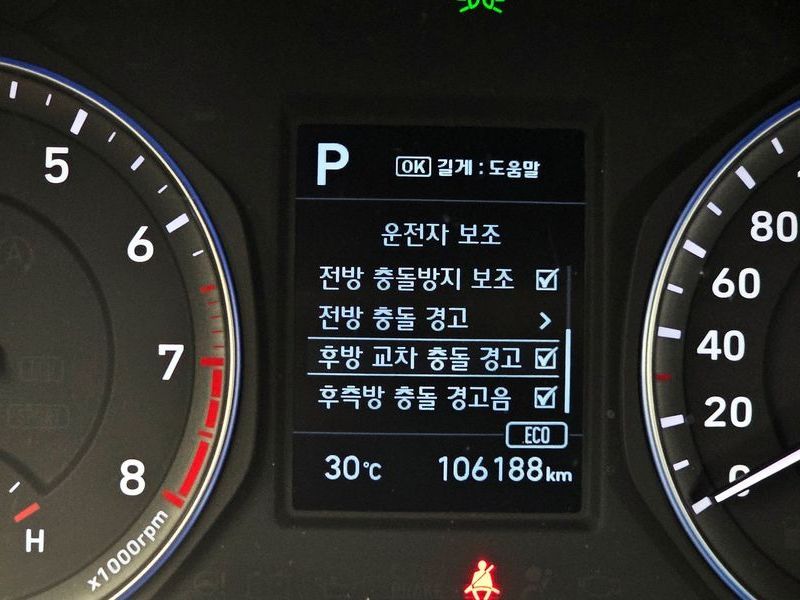 P
OK 길게 : 도움말
운전자 보조
전방 충돌방지 보조
전방 충돌 경고 >
후방 교차 충돌 경고
후측방 충돌 경고음
ECO
30°C 106188km
5
6
7
8
x1000rpm
H
80
60
40
20
0